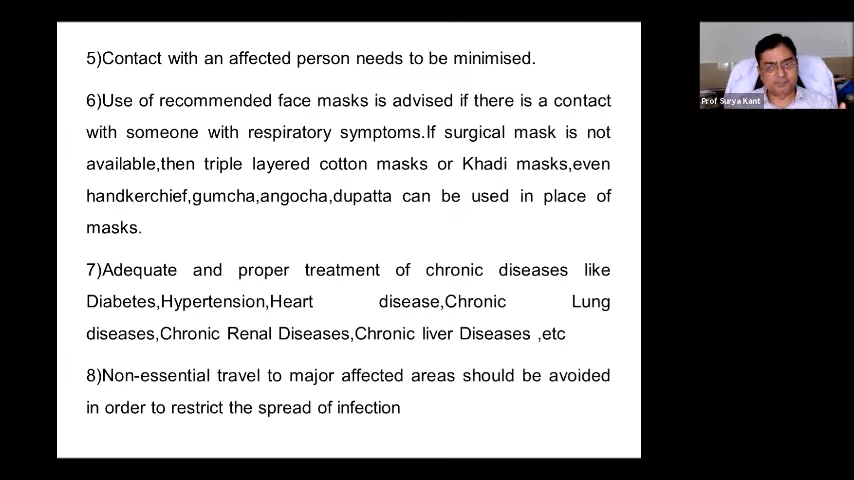 5)Contact with an affected person needs to be minimised.
6)Use of recommended face masks is advised if there is a contact
with someone with respiratory symptoms.If surgical mask is not
available,then triple layered cotton masks or Khadi masks,even
handkerchief,gumcha,angocha,dupatta can be used in place of
masks.
7)Adequate and proper treatment of chronic diseases like
Diabetes,Hypertension,Heart disease,Chronic Lung
diseases,Chronic Renal Diseases,Chronic liver Diseases ,etc
8)Non-essential travel to major affected areas should be avoided
in order to restrict the spread of infection
Prof Surya Kant